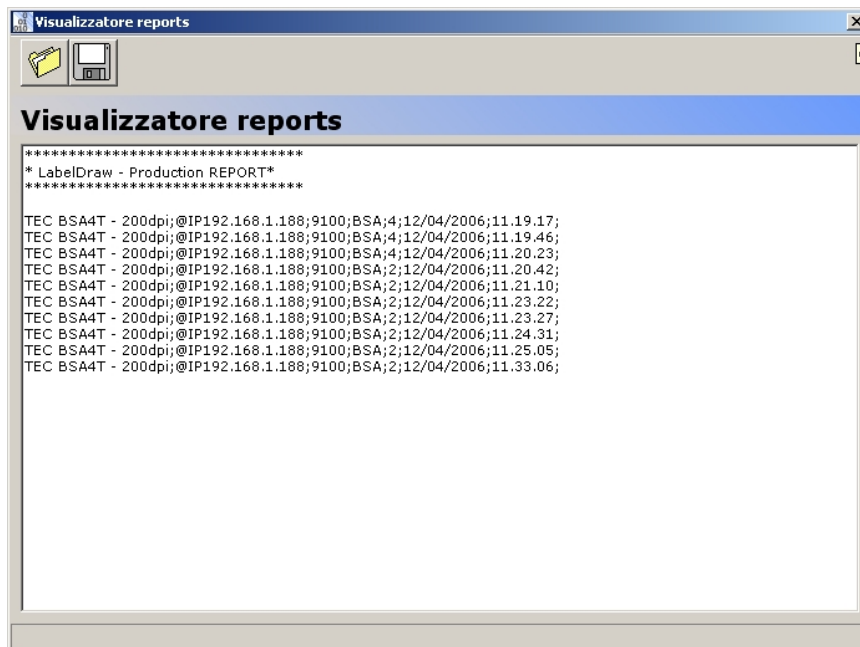 Visualizzatore reports
Visualizzatore reports
********************************
* LabelDraw - Production REPORT*
********************************
TEC BSA4T - 200dpi;@IP192.168.1.188;9100;BSA;4;12/04/2006;11.19.17;
TEC BSA4T - 200dpi;@IP192.168.1.188;9100;BSA;4;12/04/2006;11.19.46;
TEC BSA4T - 200dpi;@IP192.168.1.188;9100;BSA;4;12/04/2006;11.20.23;
TEC BSA4T - 200dpi;@IP192.168.1.188;9100;BSA;2;12/04/2006;11.20.42;
TEC BSA4T - 200dpi;@IP192.168.1.188;9100;BSA;2;12/04/2006;11.21.10;
TEC BSA4T - 200dpi;@IP192.168.1.188;9100;BSA;2;12/04/2006;11.23.22;
TEC BSA4T - 200dpi;@IP192.168.1.188;9100;BSA;2;12/04/2006;11.23.27;
TEC BSA4T - 200dpi;@IP192.168.1.188;9100;BSA;2;12/04/2006;11.24.31;
TEC BSA4T - 200dpi;@IP192.168.1.188;9100;BSA;2;12/04/2006;11.25.05;
TEC BSA4T - 200dpi;@IP192.168.1.188;9100;BSA;2;12/04/2006;11.33.06;